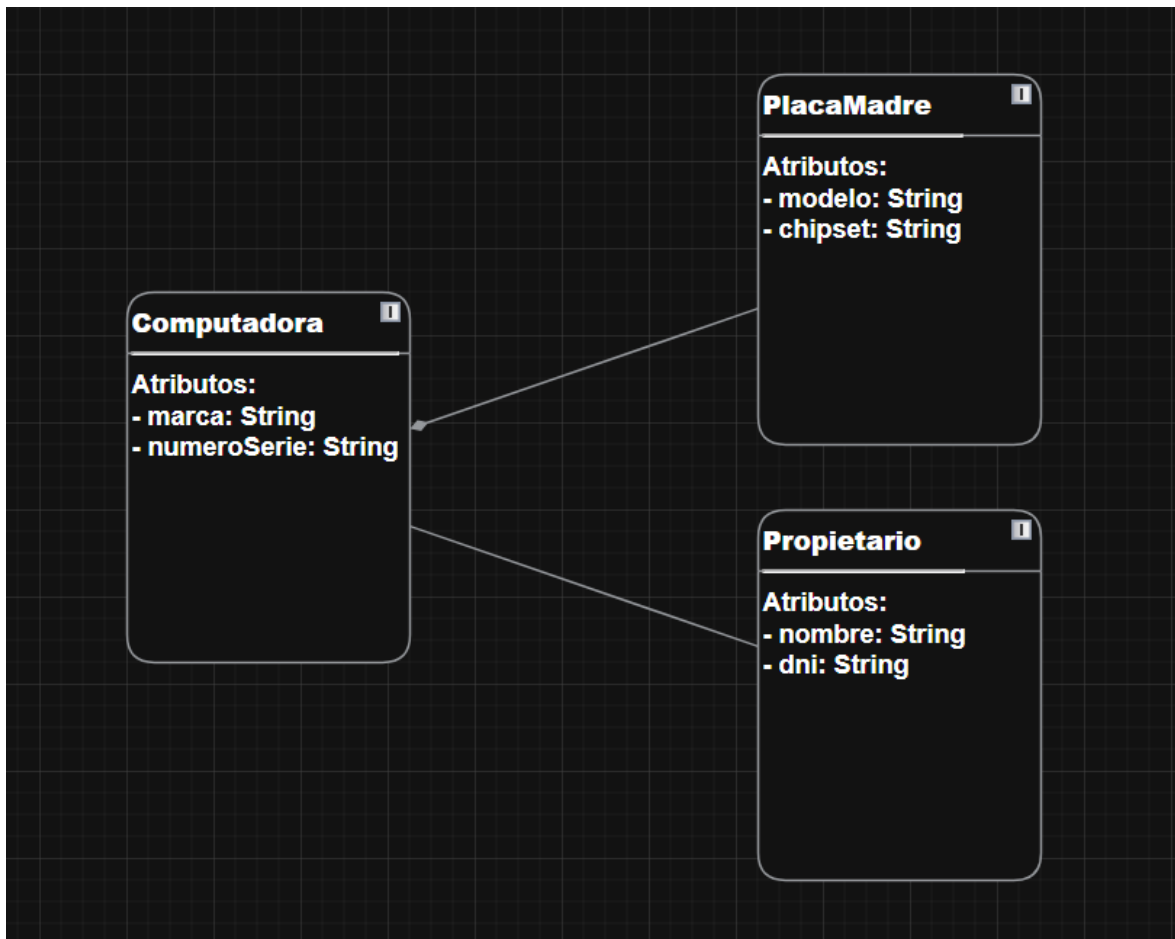 PlacaMadre
Atributos:
- modelo: String
- chipset: String
Computadora
Atributos:
- marca: String
- numeroSerie: String
Propietario
Atributos:
- nombre: String
- dni: String